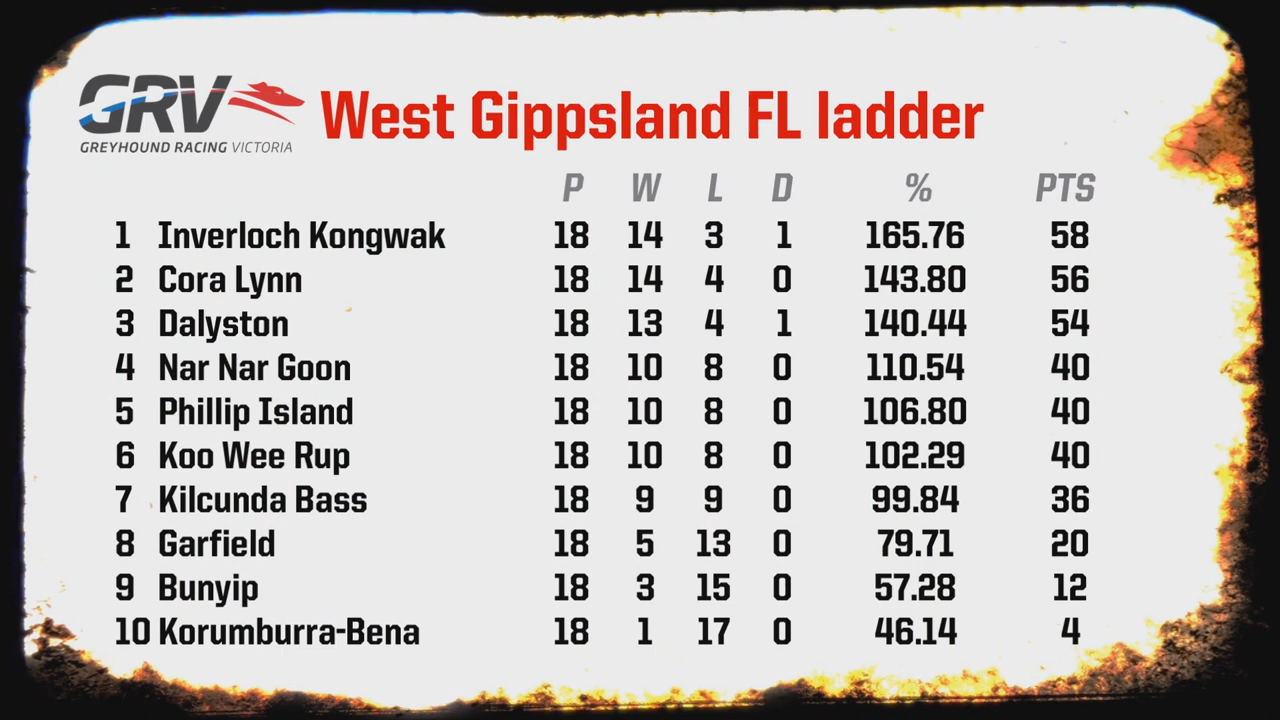 GRV
GREYHOUND RACING VICTORIA
West Gippsland FL ladder
P W L D % PTS
1 Inverloch Kongwak 18 14 3 1 165.76 58
2 Cora Lynn 18 14 4 0 143.80 56
3 Dalyston 18 13 4 1 140.44 54
4 Nar Nar Goon 18 10 8 0 110.54 40
5 Phillip Island 18 10 8 0 106.80 40
6 Koo Wee Rup 18 10 8 0 102.29 40
7 Kilcunda Bass 18 9 9 0 99.84 36
8 Garfield 18 5 13 0 79.71 20
9 Bunyip 18 3 15 0 57.28 12
10 Korumburra-Bena 18 1 17 0 46.14 4